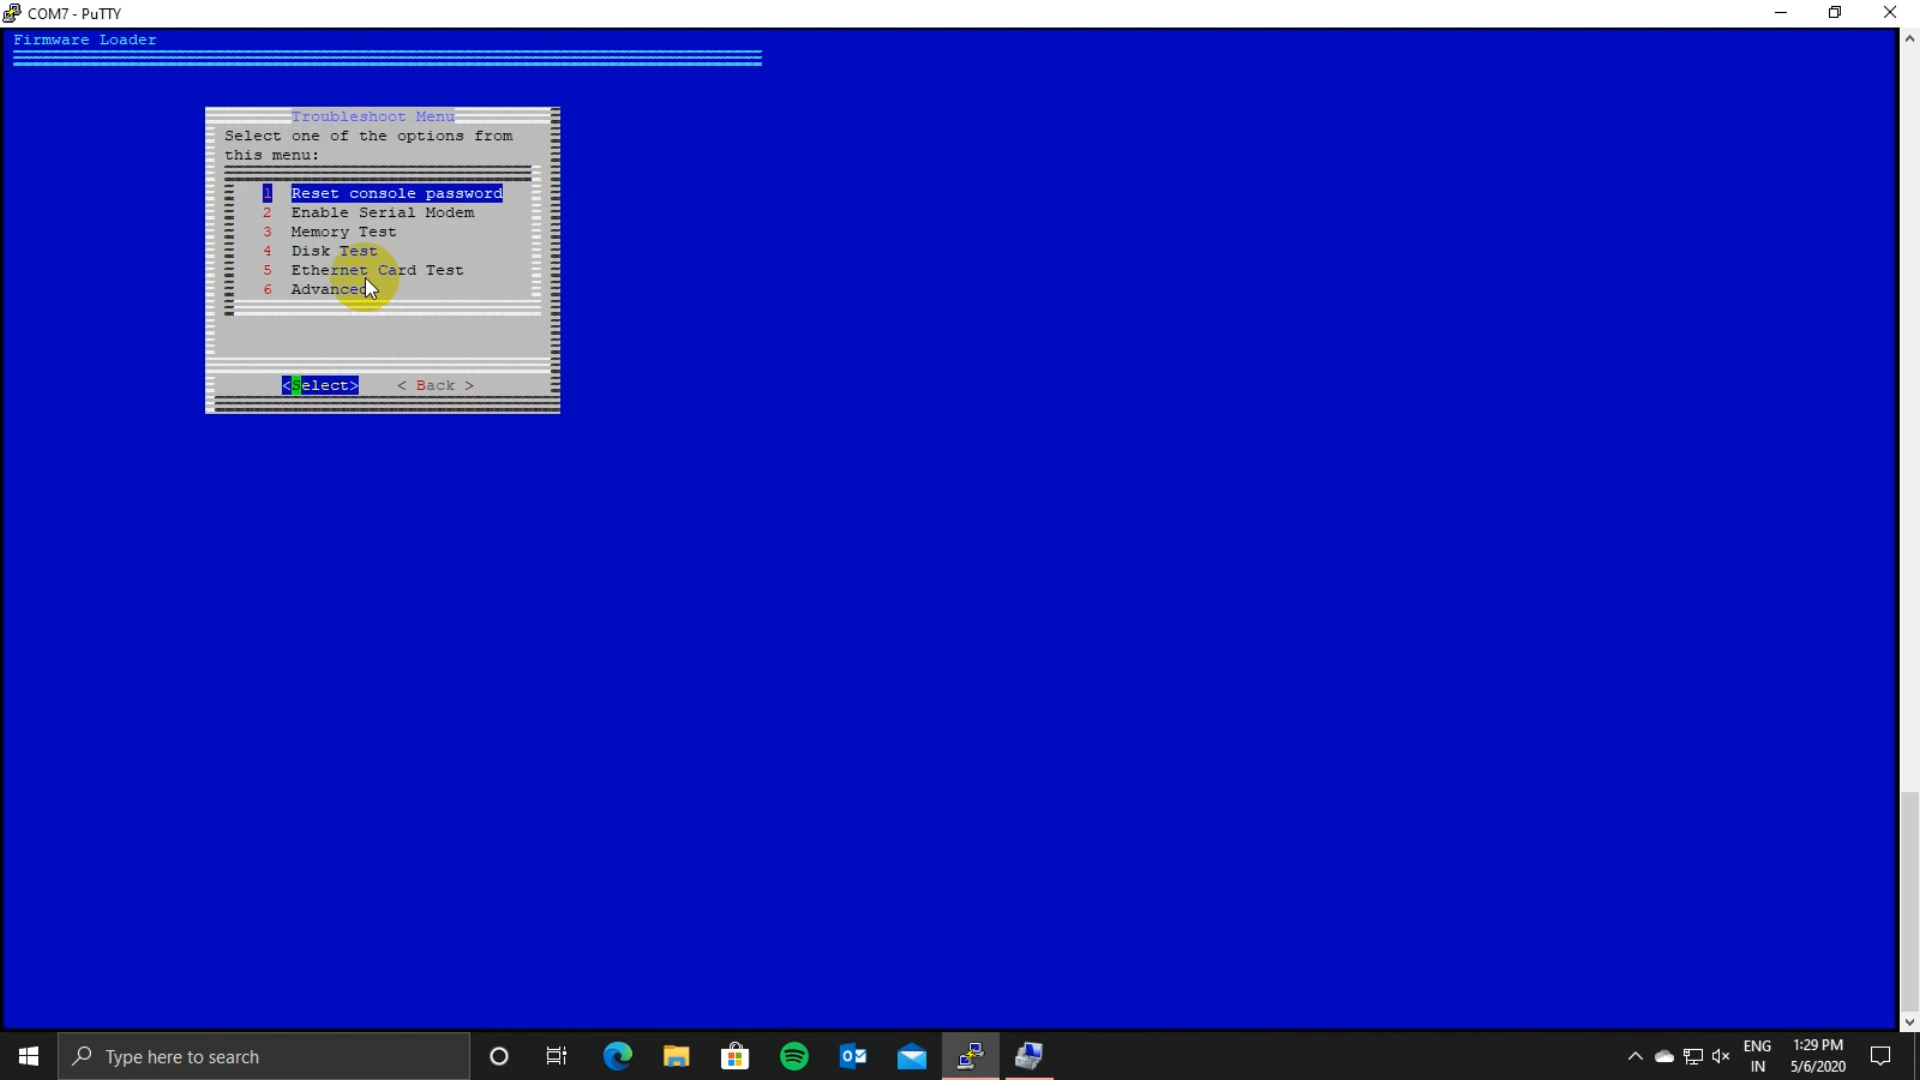 COM7 - PuTTY
Firmware Loader
Troubleshoot Menu
Select one of the options from
this menu:
1 Reset console password
2 Enable Serial Modem
3 Memory Test
4 Disk Test
5 Ethernet Card Test
6 Advanced
<Select> < Back >
Type here to search
ENG
IN
1:29 PM
5/6/2020